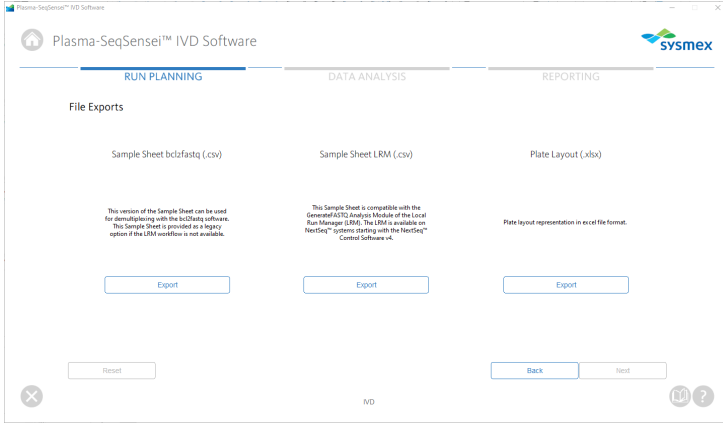 Plasma-SeqSensei™ IVD Software
Plasma-SeqSensei™ IVD Software
sysmex
RUN PLANNING
DATA ANALYSIS
REPORTING
File Exports
Sample Sheet bcl2fastq (.csv)
Sample Sheet LRM (.csv)
Plate Layout (.xlsx)
This version of the Sample Sheet can be used
for demultiplexing with the bcl2fastq software.
This Sample Sheet is provided as a legacy
option if the LRM workflow is not available.
This Sample Sheet is compatible with the
GenerateFASTQ Analysis Module of the Local
Run Manager (LRM). The LRM is available on
NextSeq™ systems starting with the NextSeq™
Control Software v4.
Plate layout representation in excel file format.
Export
Export
Export
Reset
Back
Next
IVD
?